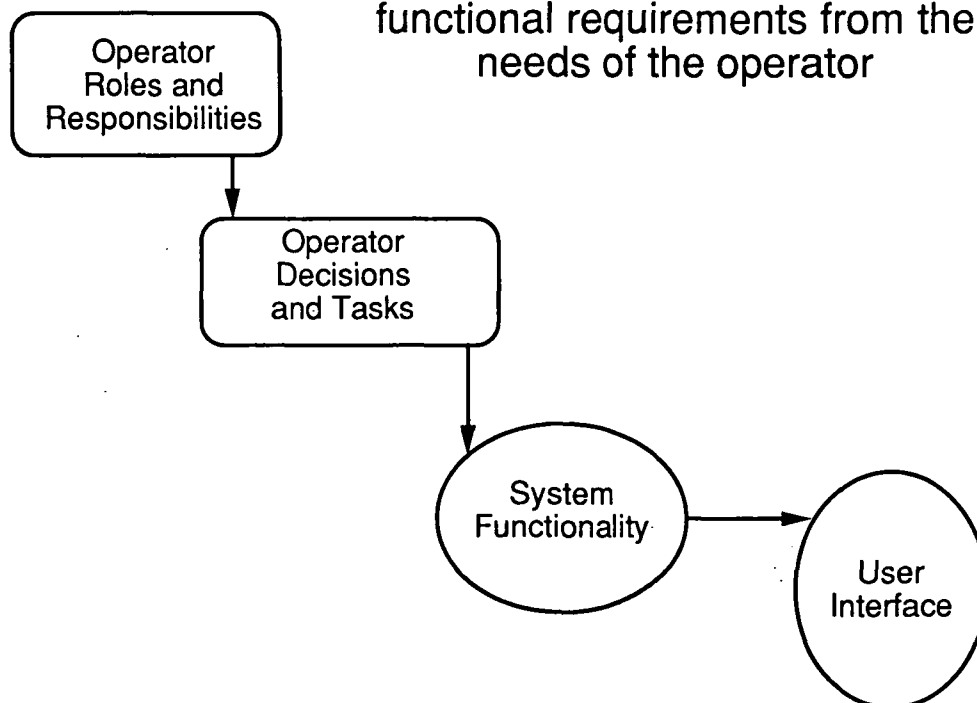 functional requirements from the
needs of the operator
Operator
Roles and
Responsibilities
Operator
Decisions
and Tasks
System
Functionality
User
Interface